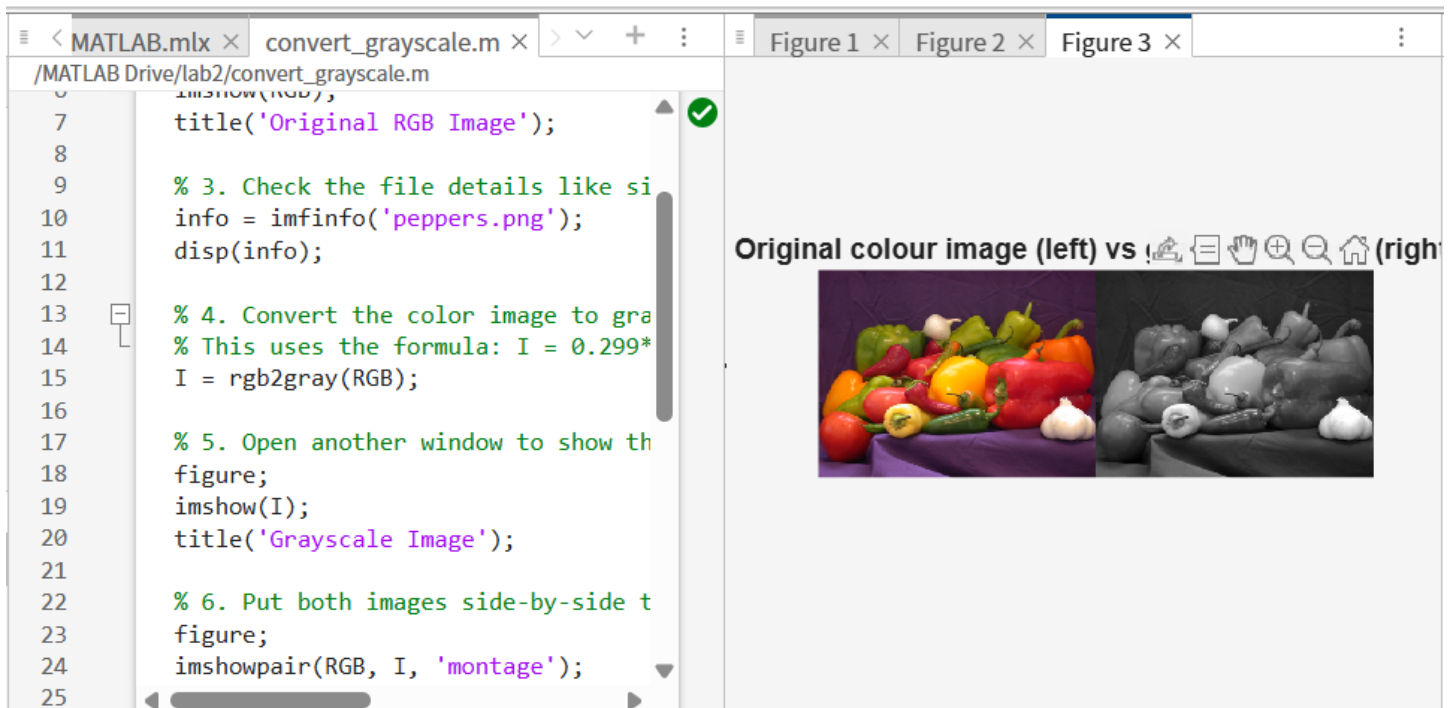 MATLAB.mlx × convert_grayscale.m ×
/MATLAB Drive/lab2/convert_grayscale.m
6 imshow(RGB);
7 title('Original RGB Image');
8
9 % 3. Check the file details like si
10 info = imfinfo('peppers.png');
11 disp(info);
12
13 % 4. Convert the color image to gra
14 % This uses the formula: I = 0.299*
15 I = rgb2gray(RGB);
16
17 % 5. Open another window to show th
18 figure;
19 imshow(I);
20 title('Grayscale Image');
21
22 % 6. Put both images side-by-side t
23 figure;
24 imshowpair(RGB, I, 'montage');
25
Figure 1 × Figure 2 × Figure 3 ×
Original colour image (left) vs (right